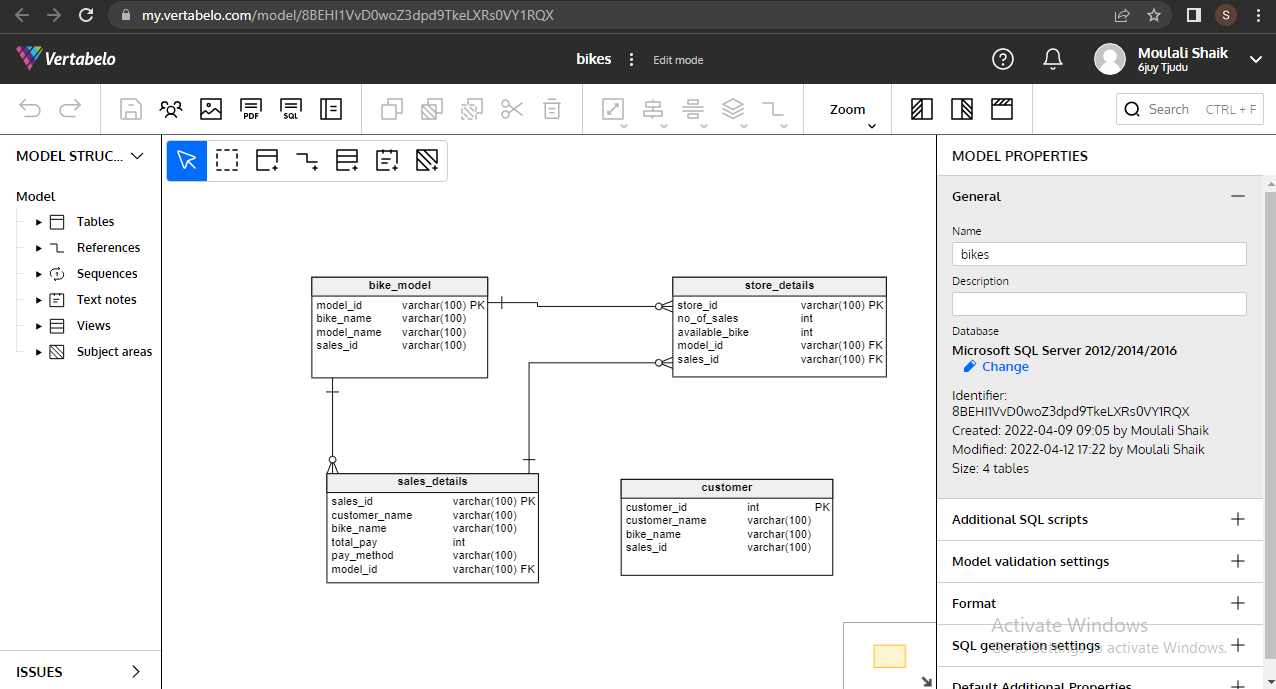 my.vertabelo.com/model/8BEHI1VvD0woZ3dpd9TkeLXRs0VY1RQX
S
Vertabelo
bikes
Edit mode
Moulali Shaik
6juy Tjudu
PDF
SQL
Zoom
Search CTRL + F
MODEL STRUC...
Model
Tables
References
Sequences
Text notes
Views
Subject areas
ISSUES
bike_model
model_id varchar(100) PK
bike_name varchar(100)
model_name varchar(100)
sales_id varchar(100)
store_details
store_id varchar(100) PK
no_of_sales int
available_bike int
model_id varchar(100) FK
sales_id varchar(100) FK
sales_details
sales_id varchar(100) PK
customer_name varchar(100)
bike_name varchar(100)
total_pay int
pay_method varchar(100)
model_id varchar(100) FK
customer
customer_id int PK
customer_name varchar(100)
bike_name varchar(100)
sales_id varchar(100)
MODEL PROPERTIES
General
Name
bikes
Description
Database
Microsoft SQL Server 2012/2014/2016
Change
Identifier:
8BEHI1VvD0woZ3dpd9TkeLXRs0VY1RQX
Created: 2022-04-09 09:05 by Moulali Shaik
Modified: 2022-04-12 17:22 by Moulali Shaik
Size: 4 tables
Additional SQL scripts
Model validation settings
Format
Activate Windows
SQL generation settings
Go to Settings to activate Windows.
Default Additional Properties